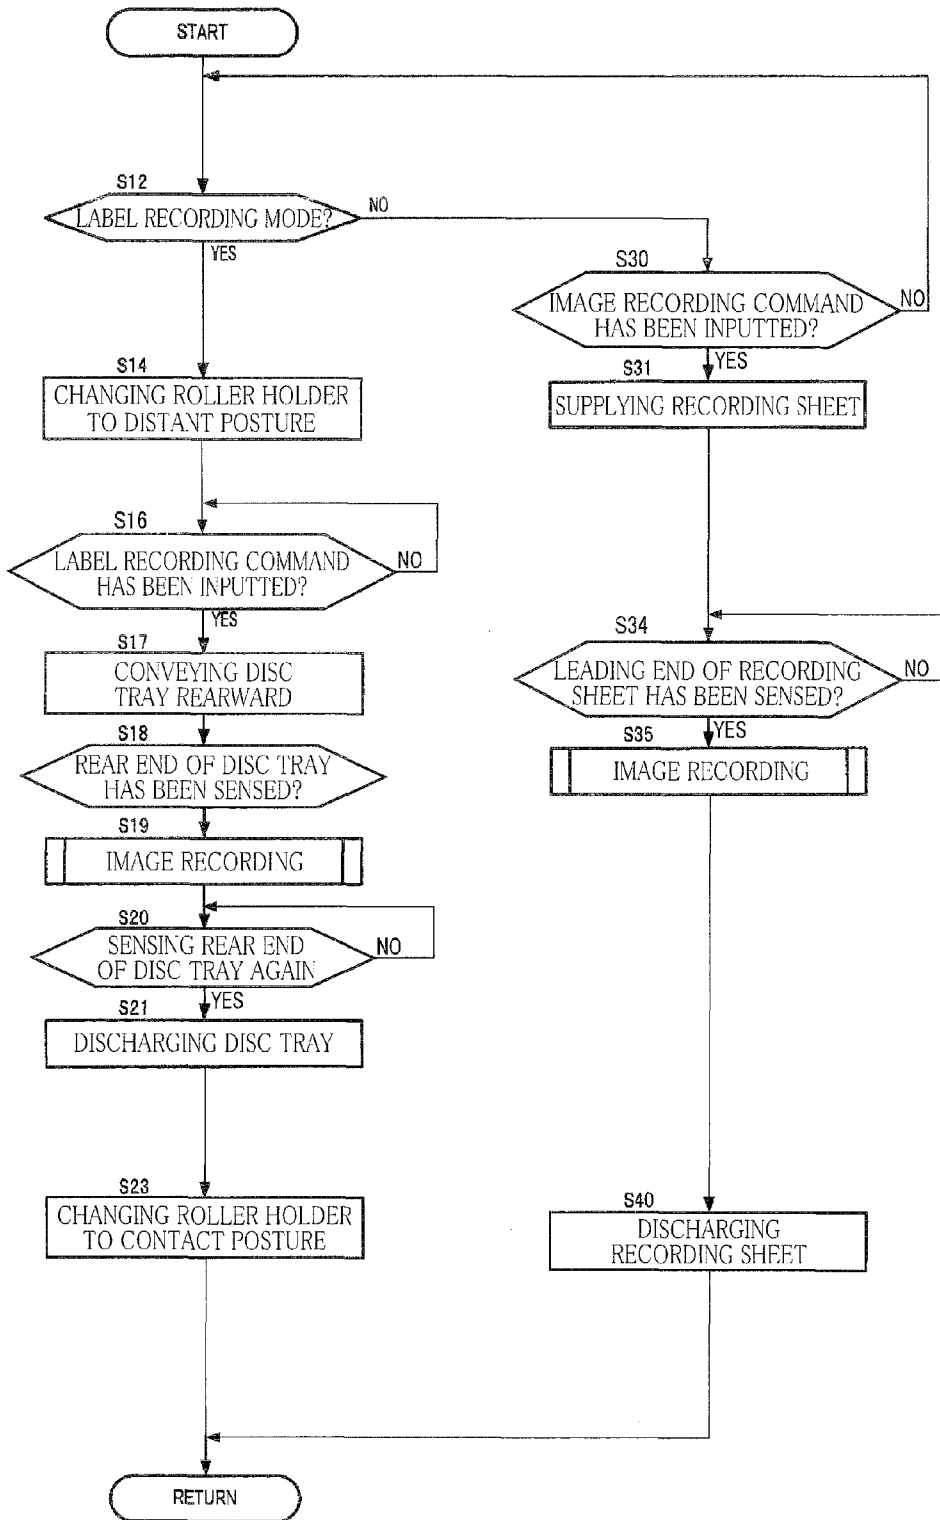 START
S12
LABEL RECORDING MODE?
NO
YES
S30
IMAGE RECORDING COMMAND
HAS BEEN INPUTTED?
NO
YES
S14
CHANGING ROLLER HOLDER
TO DISTANT POSTURE
S31
SUPPLYING RECORDING SHEET
S16
LABEL RECORDING COMMAND
HAS BEEN INPUTTED?
NO
YES
S17
CONVEYING DISC
TRAY REARWARD
S34
LEADING END OF RECORDING
SHEET HAS BEEN SENSED?
NO
YES
S18
REAR END OF DISC TRAY
HAS BEEN SENSED?
S35
IMAGE RECORDING
S19
IMAGE RECORDING
S20
SENSING REAR END
OF DISC TRAY AGAIN
NO
YES
S21
DISCHARGING DISC TRAY
S23
CHANGING ROLLER HOLDER
TO CONTACT POSTURE
S40
DISCHARGING
RECORDING SHEET
RETURN